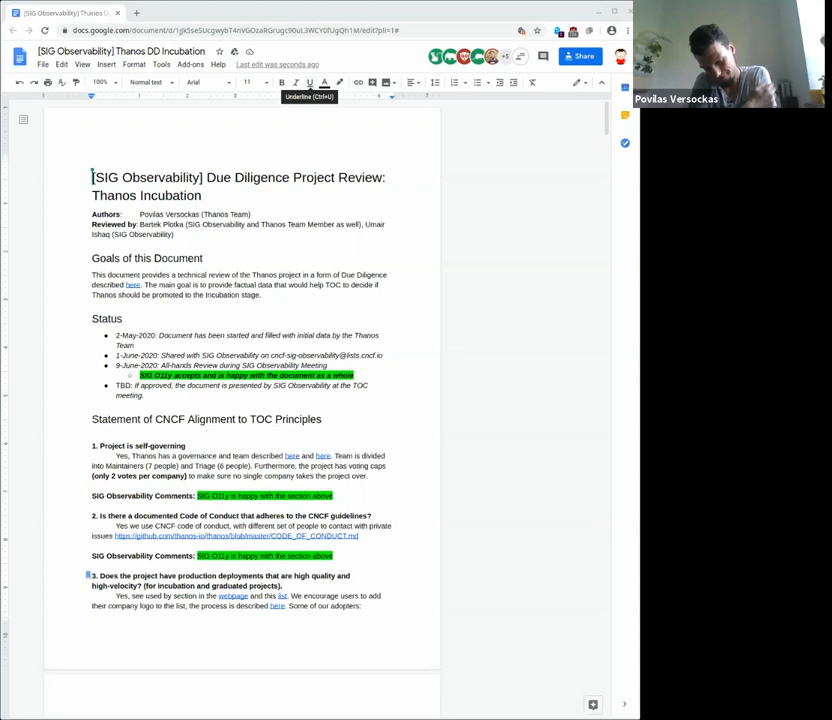 [SIG Observability] Thanos D
docs.google.com/document/d/1jjk5se5UcgwybT4nVGOzaRGrugc90ui.3WCY0fUgQh1M/edit?pli=1#
[SIG Observability] Thanos DD Incubation
File Edit View Insert Format Tools Add-ons Help Last edit was seconds ago
+5
Share
100% Normal text Arial 11 B I U A
Underline (Ctrl+U)
Povilas Versockas
[SIG Observability] Due Diligence Project Review:
Thanos Incubation
Authors: Povilas Versockas (Thanos Team)
Reviewed by: Bartek Plotka (SIG Observability and Thanos Team Member as well), Umair
Ishaq (SIG Observability)
Goals of this Document
This document provides a technical review of the Thanos project in a form of Due Diligence
described here. The main goal is to provide factual data that would help TOC to decide if
Thanos should be promoted to the Incubation stage.
Status
● 2-May-2020: Document has been started and filled with initial data by the Thanos
Team
● 1-June-2020: Shared with SIG Observability on cncf-sig-observability@lists.cncf.io
● 9-June-2020: All-hands Review during SIG Observability Meeting
○ SIG O11y accepts and is happy with the document as a whole
● TBD: If approved, the document is presented by SIG Observability at the TOC
meeting.
Statement of CNCF Alignment to TOC Principles
1. Project is self-governing
Yes, Thanos has a governance and team described here and here. Team is divided
into Maintainers (7 people) and Triage (6 people). Furthermore, the project has voting caps
(only 2 votes per company) to make sure no single company takes the project over.
SIG Observability Comments: SIG O11y is happy with the section above
2. Is there a documented Code of Conduct that adheres to the CNCF guidelines?
Yes we use CNCF code of conduct, with different set of people to contact with private
issues https://github.com/thanos-io/thanos/blob/master/CODE_OF_CONDUCT.md
SIG Observability Comments: SIG O11y is happy with the section above
3. Does the project have production deployments that are high quality and
high-velocity? (for incubation and graduated projects).
Yes, see used by section in the webpage and this list. We encourage users to add
their company logo to the list, the process is described here. Some of our adopters: